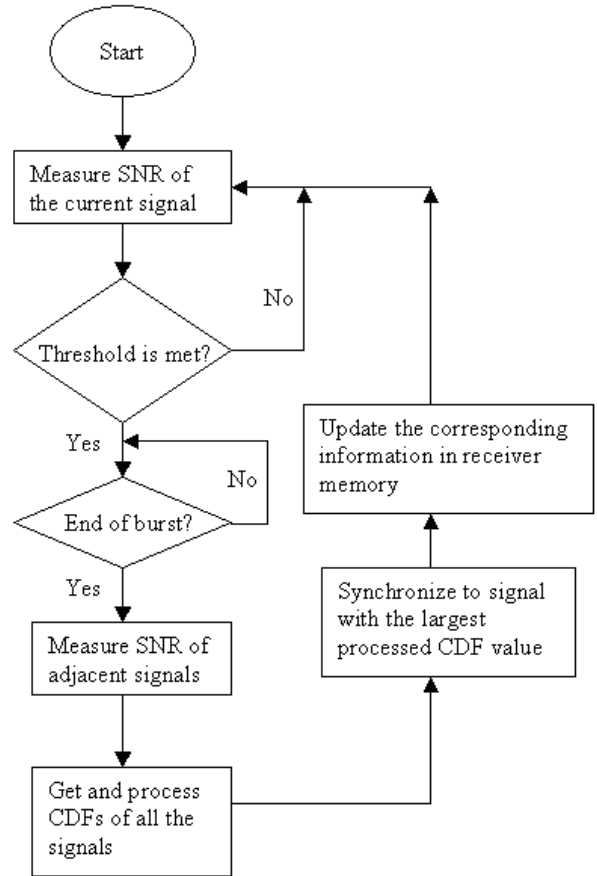 Start
Measure SNR of
the current signal
No
Threshold is met?
Yes
No
End of burst?
Yes
Measure SNR of
adjacent signals
Get and process
CDFs of all the
signals
Synchronize to signal
with the largest
processed CDF value
Update the corresponding
information in receiver
memory